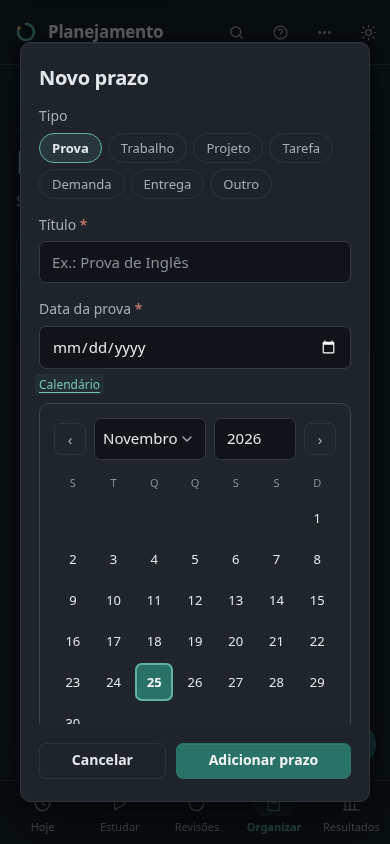 Planejamento
Novo prazo
Tipo
Prova Trabalho Projeto Tarefa
Demanda Entrega Outro
Título *
Ex.: Prova de Inglês
Data da prova *
mm/dd/yyyy
Calendário
‹ Novembro 2026 ›
S T Q Q S S D
1
2 3 4 5 6 7 8
9 10 11 12 13 14 15
16 17 18 19 20 21 22
23 24 25 26 27 28 29
30
Cancelar Adicionar prazo
Hoje Estudar Revisões Organizar Resultados